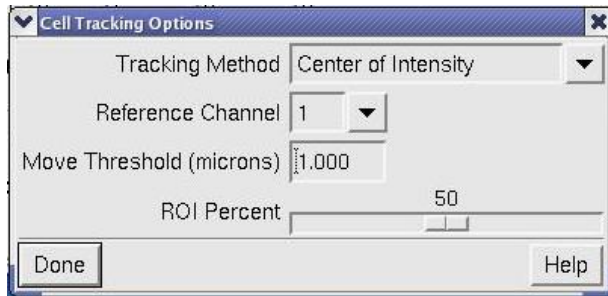 Cell Tracking Options
Tracking Method Center of Intensity
Reference Channel 1
Move Threshold (microns) 1.000
50
ROI Percent
Done Help